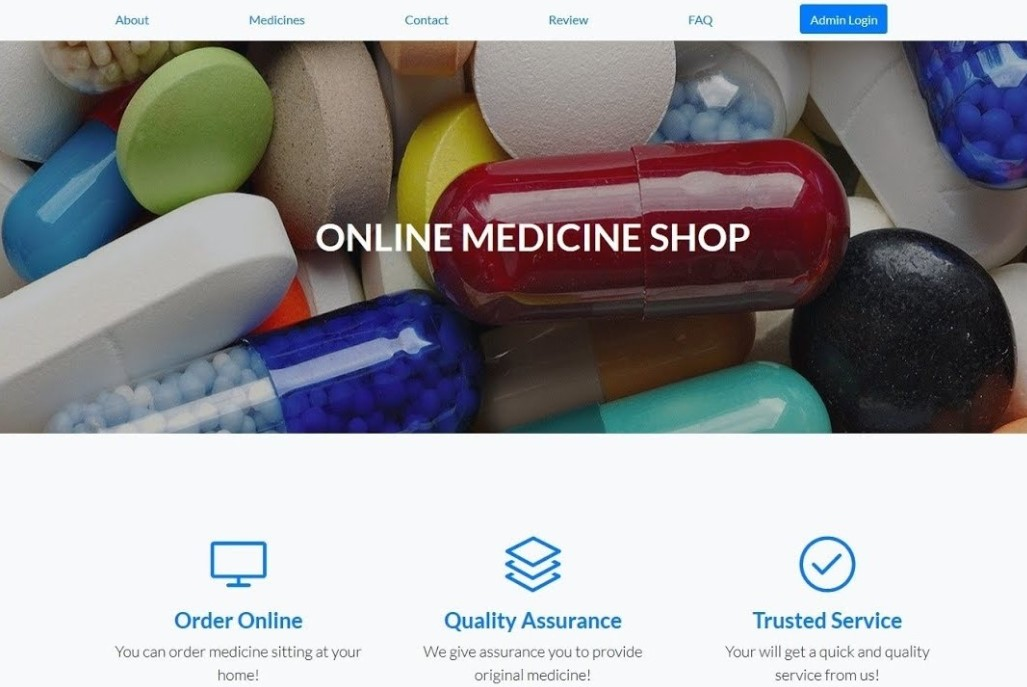 About
Medicines
Contact
Review
FAQ
Admin Login
ONLINE MEDICINE SHOP
Order Online
You can order medicine sitting at your
home!
Quality Assurance
We give assurance you to provide
original medicine!
Trusted Service
Your will get a quick and quality
service from us!